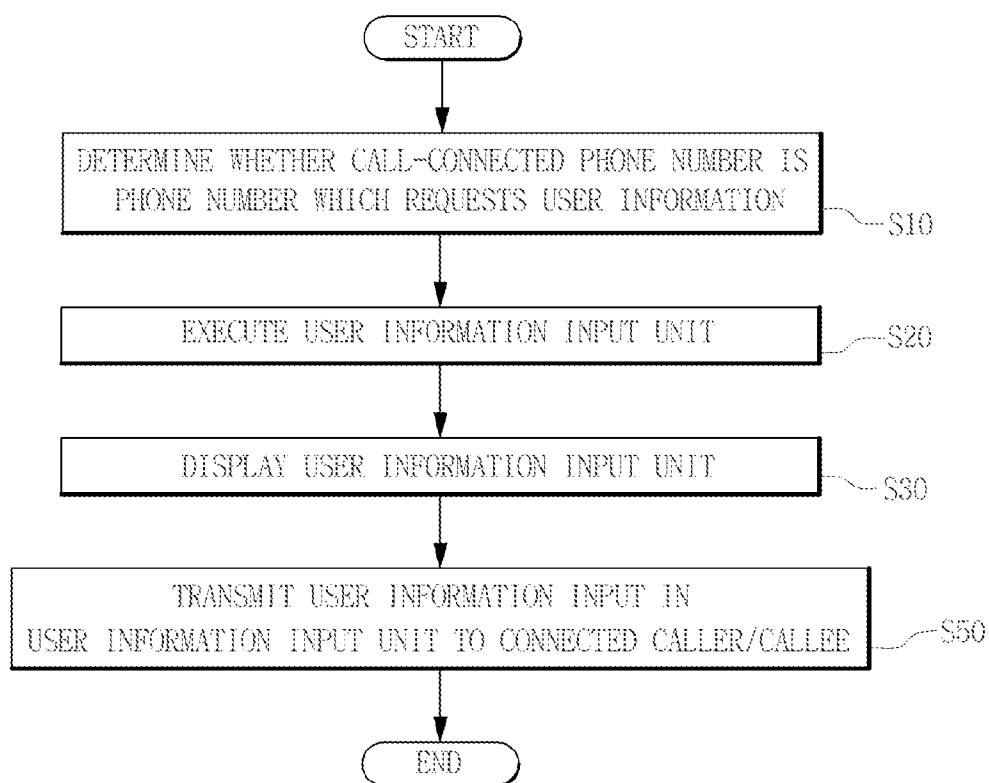 START
DETERMINE WHETHER CALL-CONNECTED PHONE NUMBER IS
PHONE NUMBER WHICH REQUESTS USER INFORMATION
S10
EXECUTE USER INFORMATION INPUT UNIT
S20
DISPLAY USER INFORMATION INPUT UNIT
S30
TRANSMIT USER INFORMATION INPUT IN
USER INFORMATION INPUT UNIT TO CONNECTED CALLER/CALLEE
S50
END